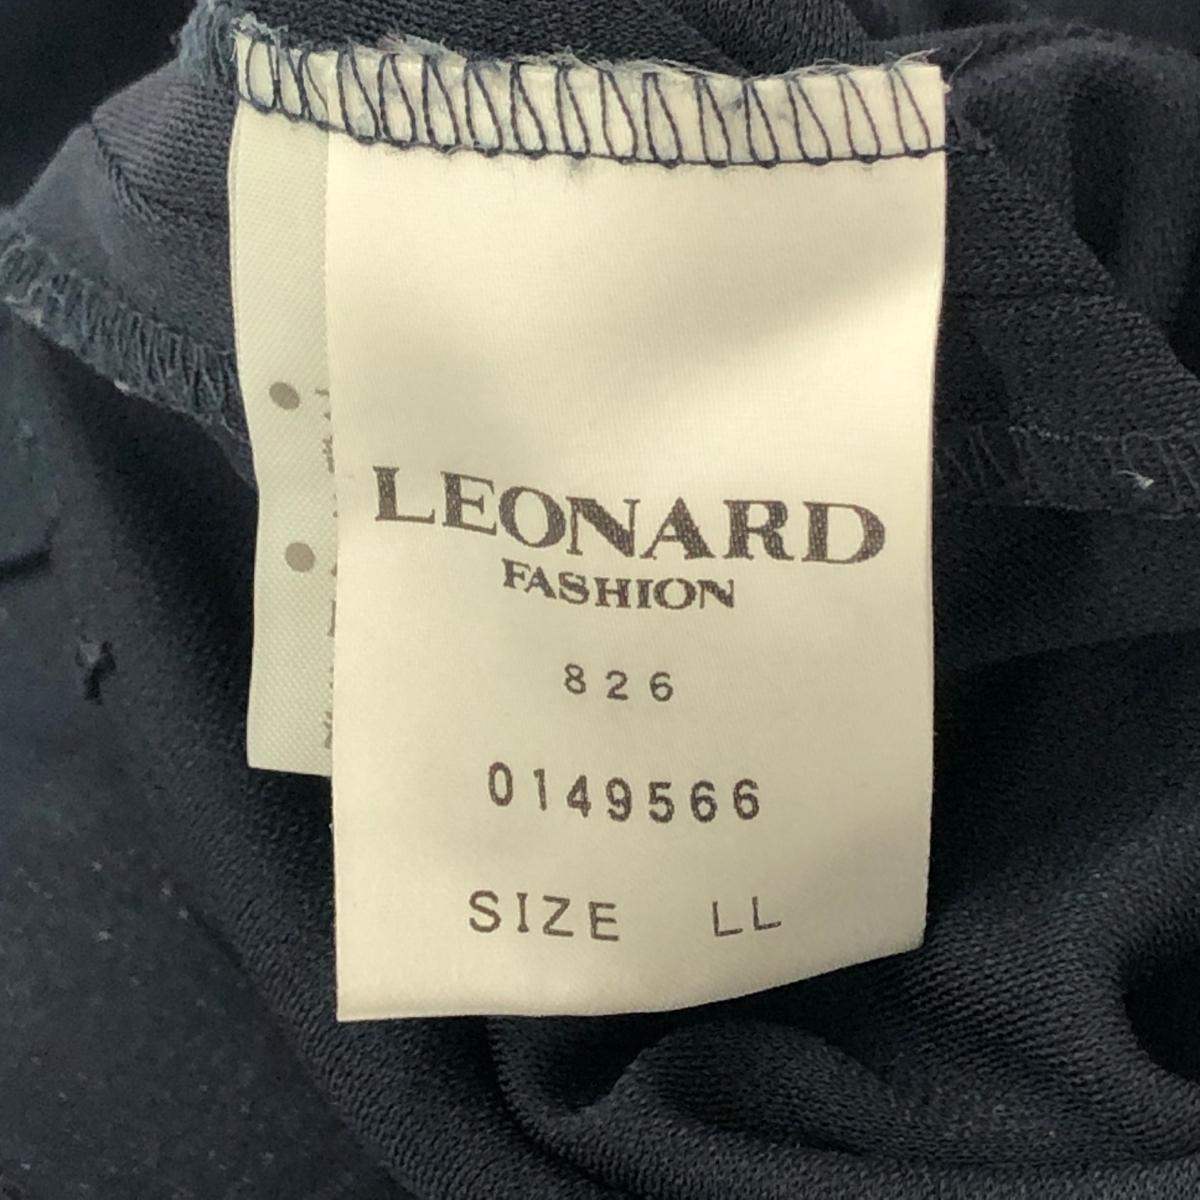 LEONARD
FASHION
826
0149566
SIZE LL